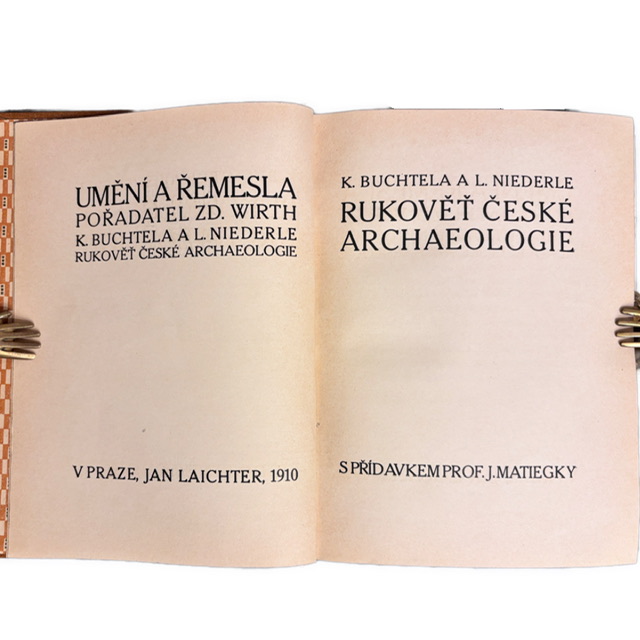 UMĚNÍ A ŘEMESLA
POŘADATEL ZD. WIRTH
K. BUCHTELA A L. NIEDERLE
RUKOVĚŤ ČESKÉ ARCHAEOLOGIE
V PRAZE, JAN LAICHTER, 1910
K. BUCHTELA A L. NIEDERLE
RUKOVĚŤ ČESKÉ
ARCHAEOLOGIE
S PŘÍDAVKEM PROF. J. MATIEGKY